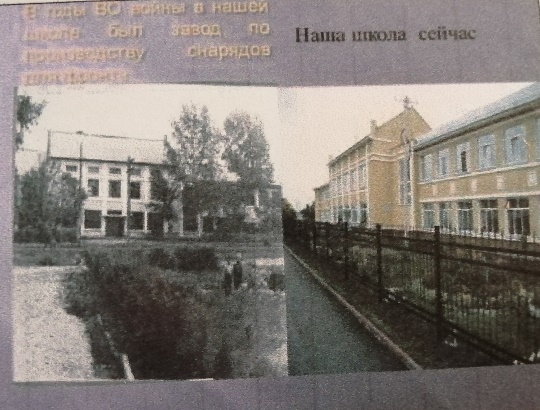 В годы ВО войны в нашей
школе был завод по
производству снарядов
для фронта
Наша школа сейчас